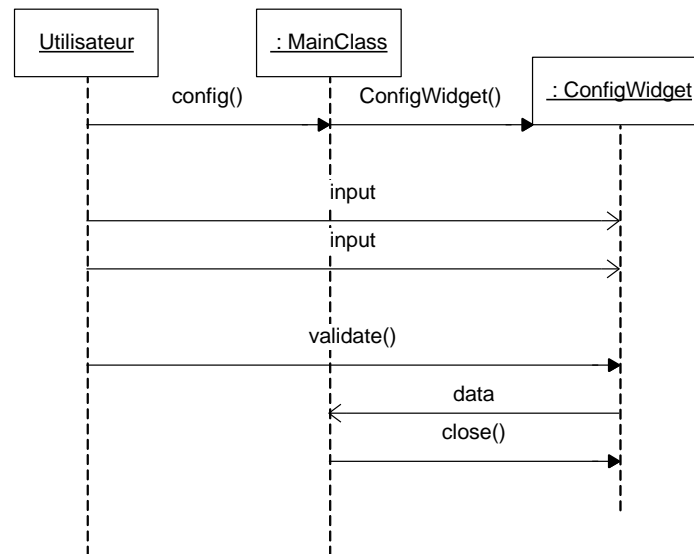 Utilisateur
: MainClass
: ConfigWidget
config()
ConfigWidget()
input
input
validate()
data
close()